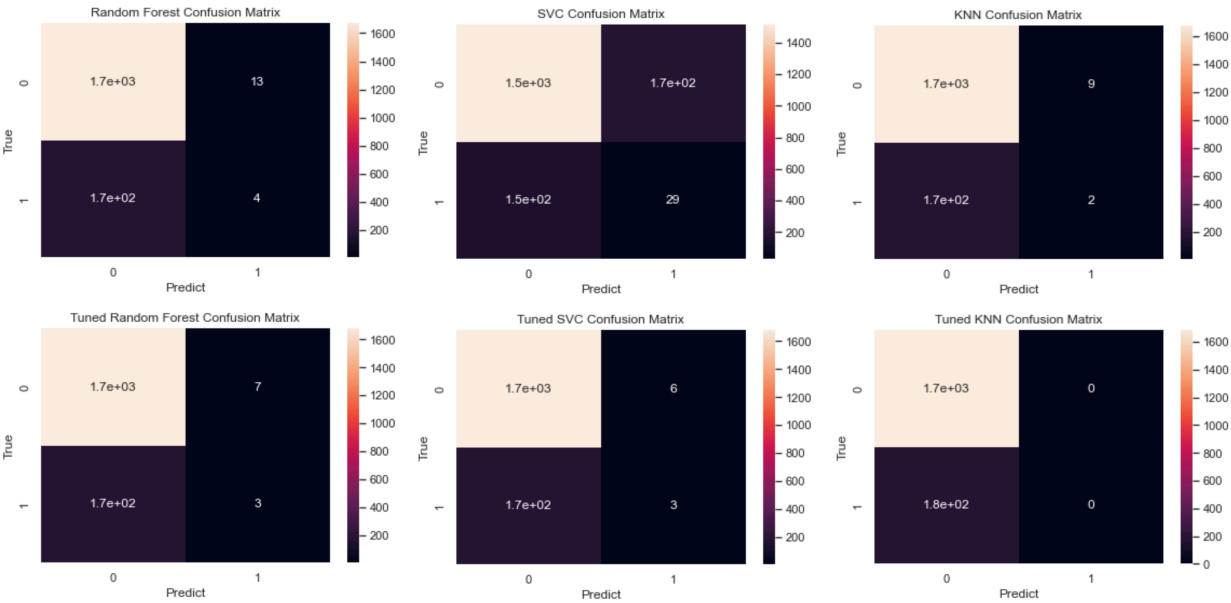 Random Forest Confusion Matrix
True
0
1
1.7e+03
13
1.7e+02
4
0
1
Predict
1600
1400
1200
1000
800
600
400
200
SVC Confusion Matrix
True
0
1
1.5e+03
1.7e+02
1.5e+02
29
0
1
Predict
1400
1200
1000
800
600
400
200
KNN Confusion Matrix
True
0
1
1.7e+03
9
1.7e+02
2
0
1
Predict
1600
1400
1200
1000
800
600
400
200
Tuned Random Forest Confusion Matrix
True
0
1
1.7e+03
7
1.7e+02
3
0
1
Predict
1600
1400
1200
1000
800
600
400
200
Tuned SVC Confusion Matrix
True
0
1
1.7e+03
6
1.7e+02
3
0
1
Predict
1600
1400
1200
1000
800
600
400
200
Tuned KNN Confusion Matrix
True
0
1
1.7e+03
0
1.8e+02
0
0
1
Predict
1600
1400
1200
1000
800
600
400
200
0